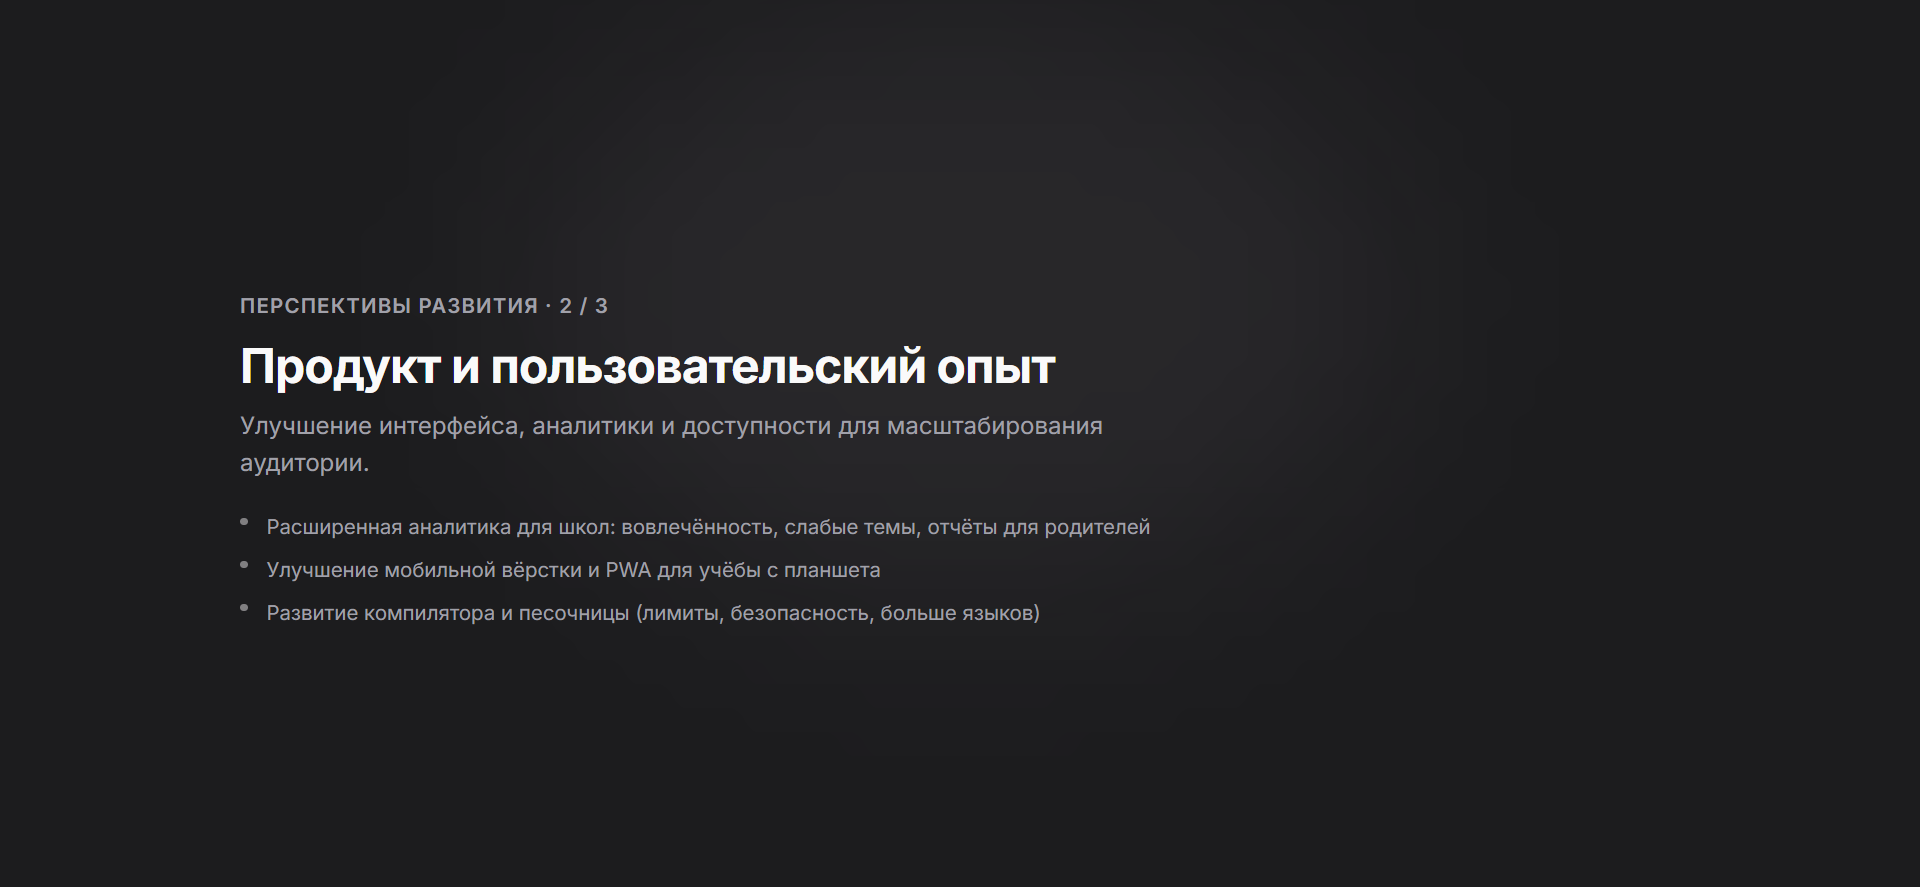 ПЕРСПЕКТИВЫ РАЗВИТИЯ · 2 / 3
Продукт и пользовательский опыт
Улучшение интерфейса, аналитики и доступности для масштабирования
аудитории.
• Расширенная аналитика для школ: вовлечённость, слабые темы, отчёты для родителей
• Улучшение мобильной вёрстки и PWA для учёбы с планшета
• Развитие компилятора и песочницы (лимиты, безопасность, больше языков)